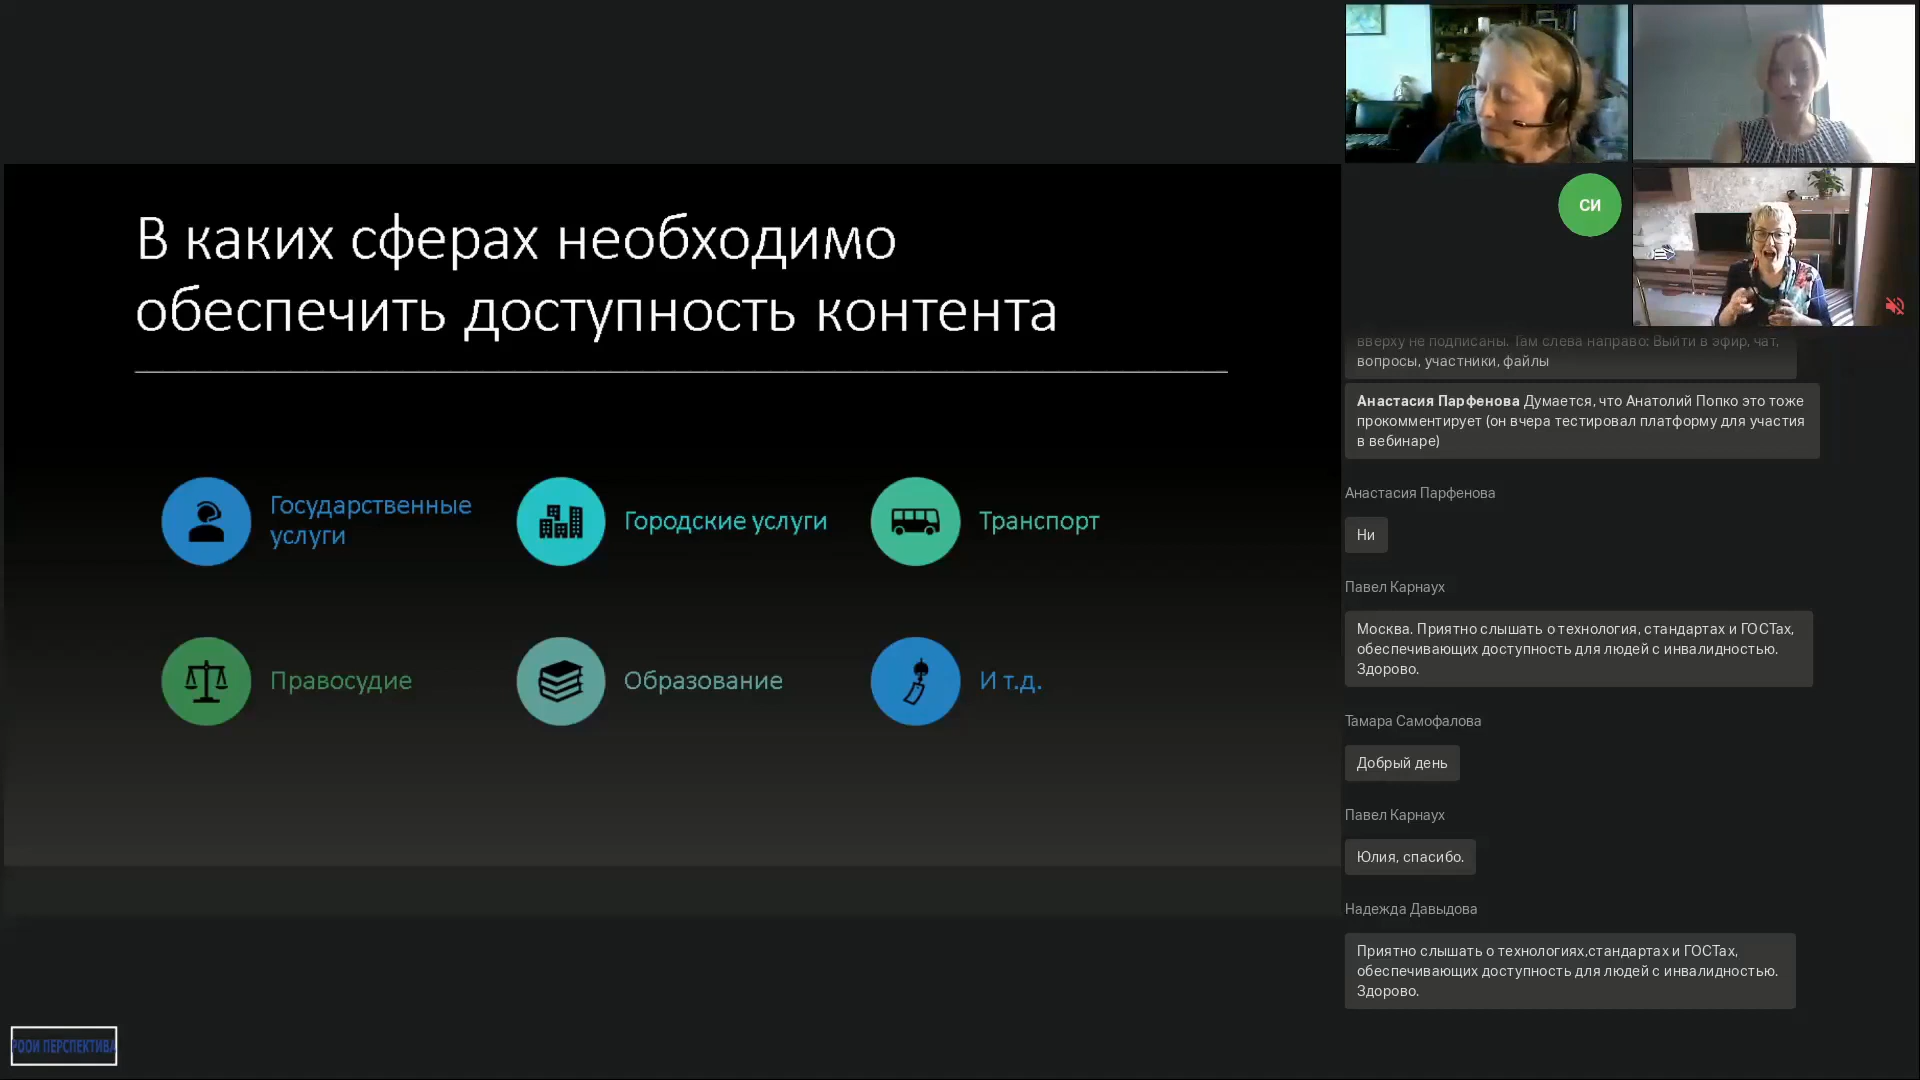 В каких сферах необходимо
обеспечить доступность контента
Государственные
услуги
Городские услуги
Транспорт
Правосудие
Образование
И т.д.
РООИ ПЕРСПЕКТИВА
СИ
вверху не подписаны. Там слева направо: Выйти в эфир, чат,
вопросы, участники, файлы
Анастасия Парфенова Думается, что Анатолий Попко это тоже
прокомментирует (он вчера тестировал платформу для участия
в вебинаре)
Анастасия Парфенова
Ни
Павел Карнаух
Москва. Приятно слышать о технология, стандартах и ГОСТах,
обеспечивающих доступность для людей с инвалидностью.
Здорово.
Тамара Самофалова
Добрый день
Павел Карнаух
Юлия, спасибо.
Надежда Давыдова
Приятно слышать о технологиях,стандартах и ГОСТах,
обеспечивающих доступность для людей с инвалидностью.
Здорово.